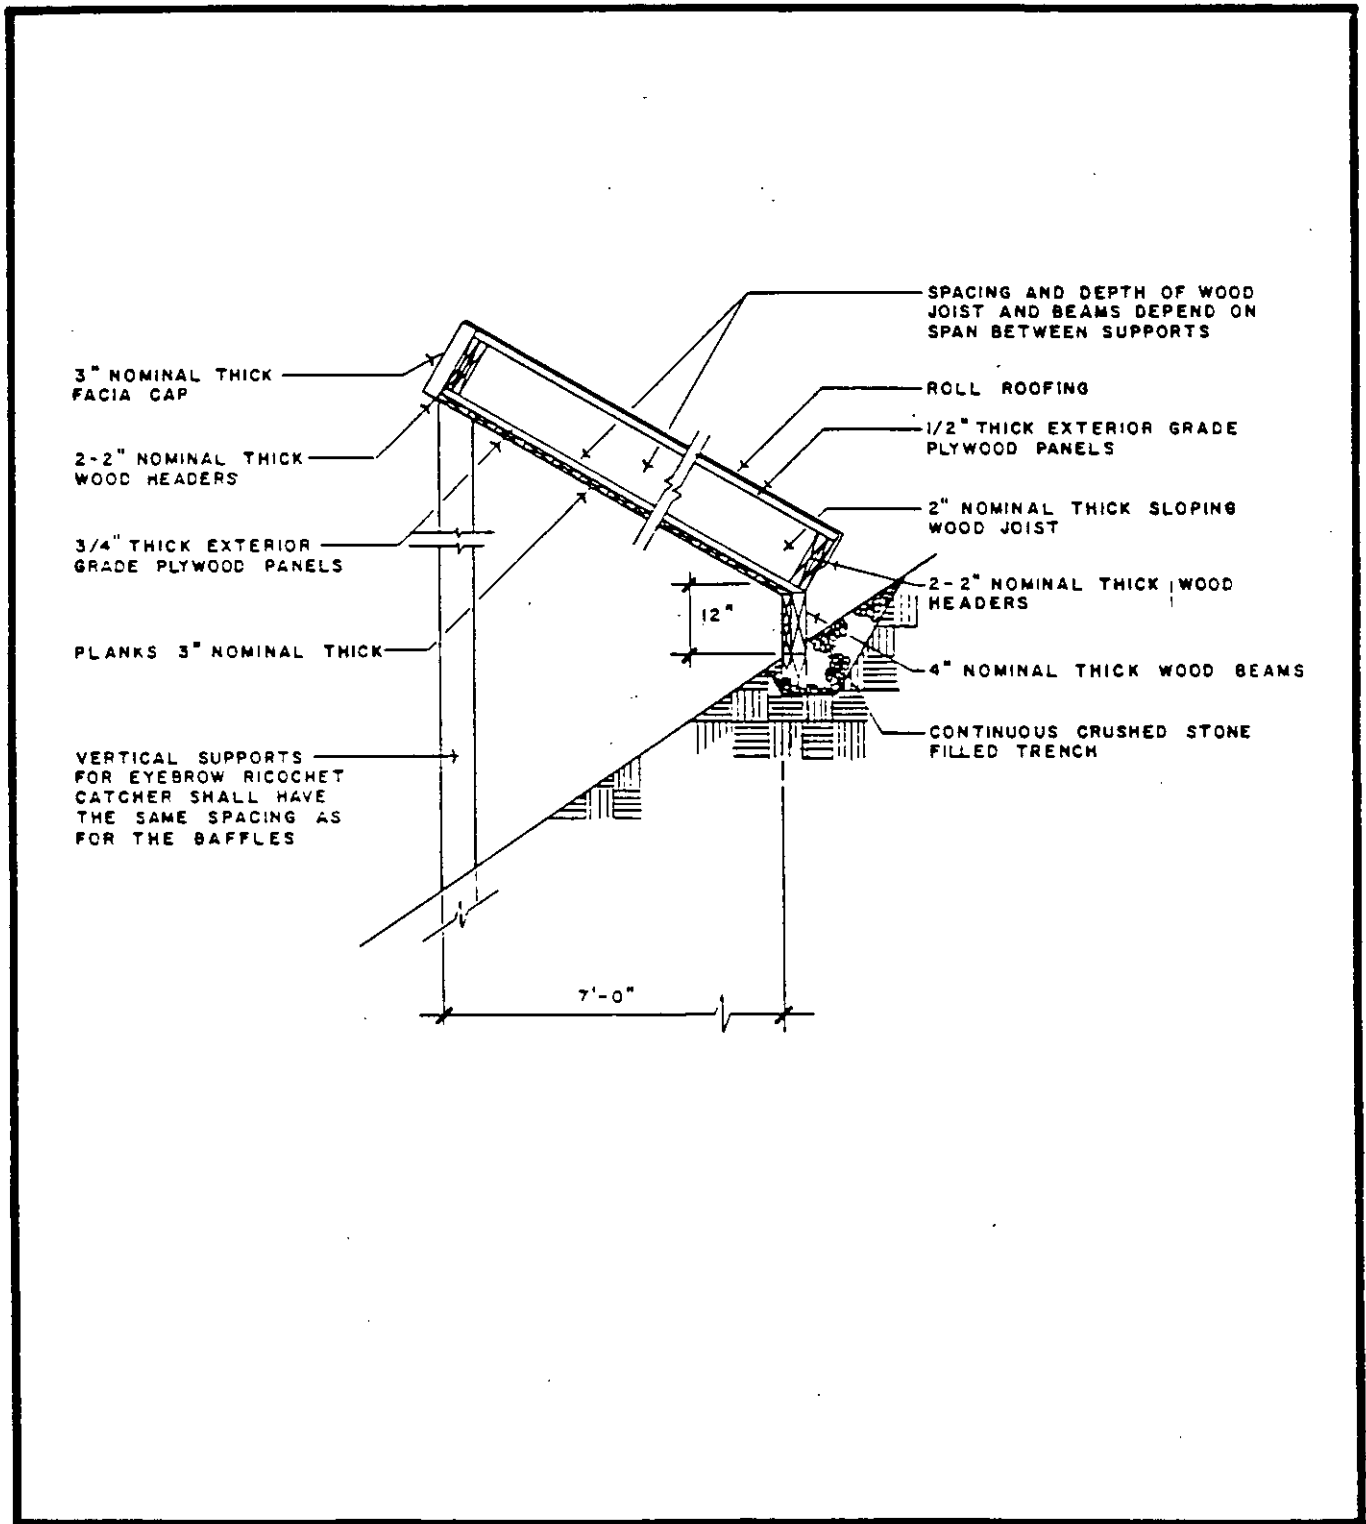 3" NOMINAL THICK
FACIA CAP
2-2" NOMINAL THICK
WOOD HEADERS
3/4" THICK EXTERIOR
GRADE PLYWOOD PANELS
PLANKS 3" NOMINAL THICK
VERTICAL SUPPORTS
FOR EYEBROW RICOCHET
CATCHER SHALL HAVE
THE SAME SPACING AS
FOR THE BAFFLES
SPACING AND DEPTH OF WOOD
JOIST AND BEAMS DEPEND ON
SPAN BETWEEN SUPPORTS
ROLL ROOFING
1/2" THICK EXTERIOR GRADE
PLYWOOD PANELS
2" NOMINAL THICK SLOPING
WOOD JOIST
2-2" NOMINAL THICK WOOD
HEADERS
12"
4" NOMINAL THICK WOOD BEAMS
CONTINUOUS CRUSHED STONE
FILLED TRENCH
7'-0"